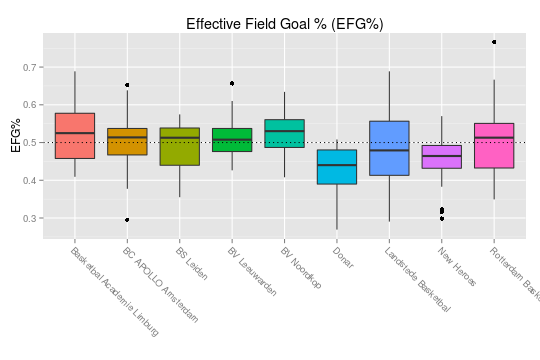 Effective Field Goal % (EFG%)
EFG%
0.7
0.6
0.5
0.4
0.3
Basketbal Academie Limburg
BC APOLLO Amsterdam
BS Leiden
BV Leeuwarden
BV Noordkop
Donar
Landstede Basketbal
New Heroes
Rotterdam Bask